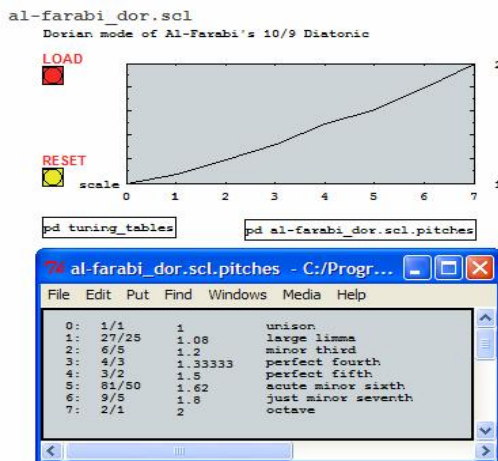 al-farabi_dor.scl
Dorian mode of Al-Farabi's 10/9 Diatonic
LOAD
2
RESET
scale
1
0 1 2 3 4 5 6 7
pd tuning_tables
pd al-farabi_dor.scl.pitches
al-farabi_dor.scl.pitches - C:/Progr...
File Edit Put Find Windows Media Help
0: 1/1 1 unison
1: 27/25 1.08 large limma
2: 6/5 1.2 minor third
3: 4/3 1.33333 perfect fourth
4: 3/2 1.5 perfect fifth
5: 81/50 1.62 acute minor sixth
6: 9/5 1.8 just minor seventh
7: 2/1 2 octave